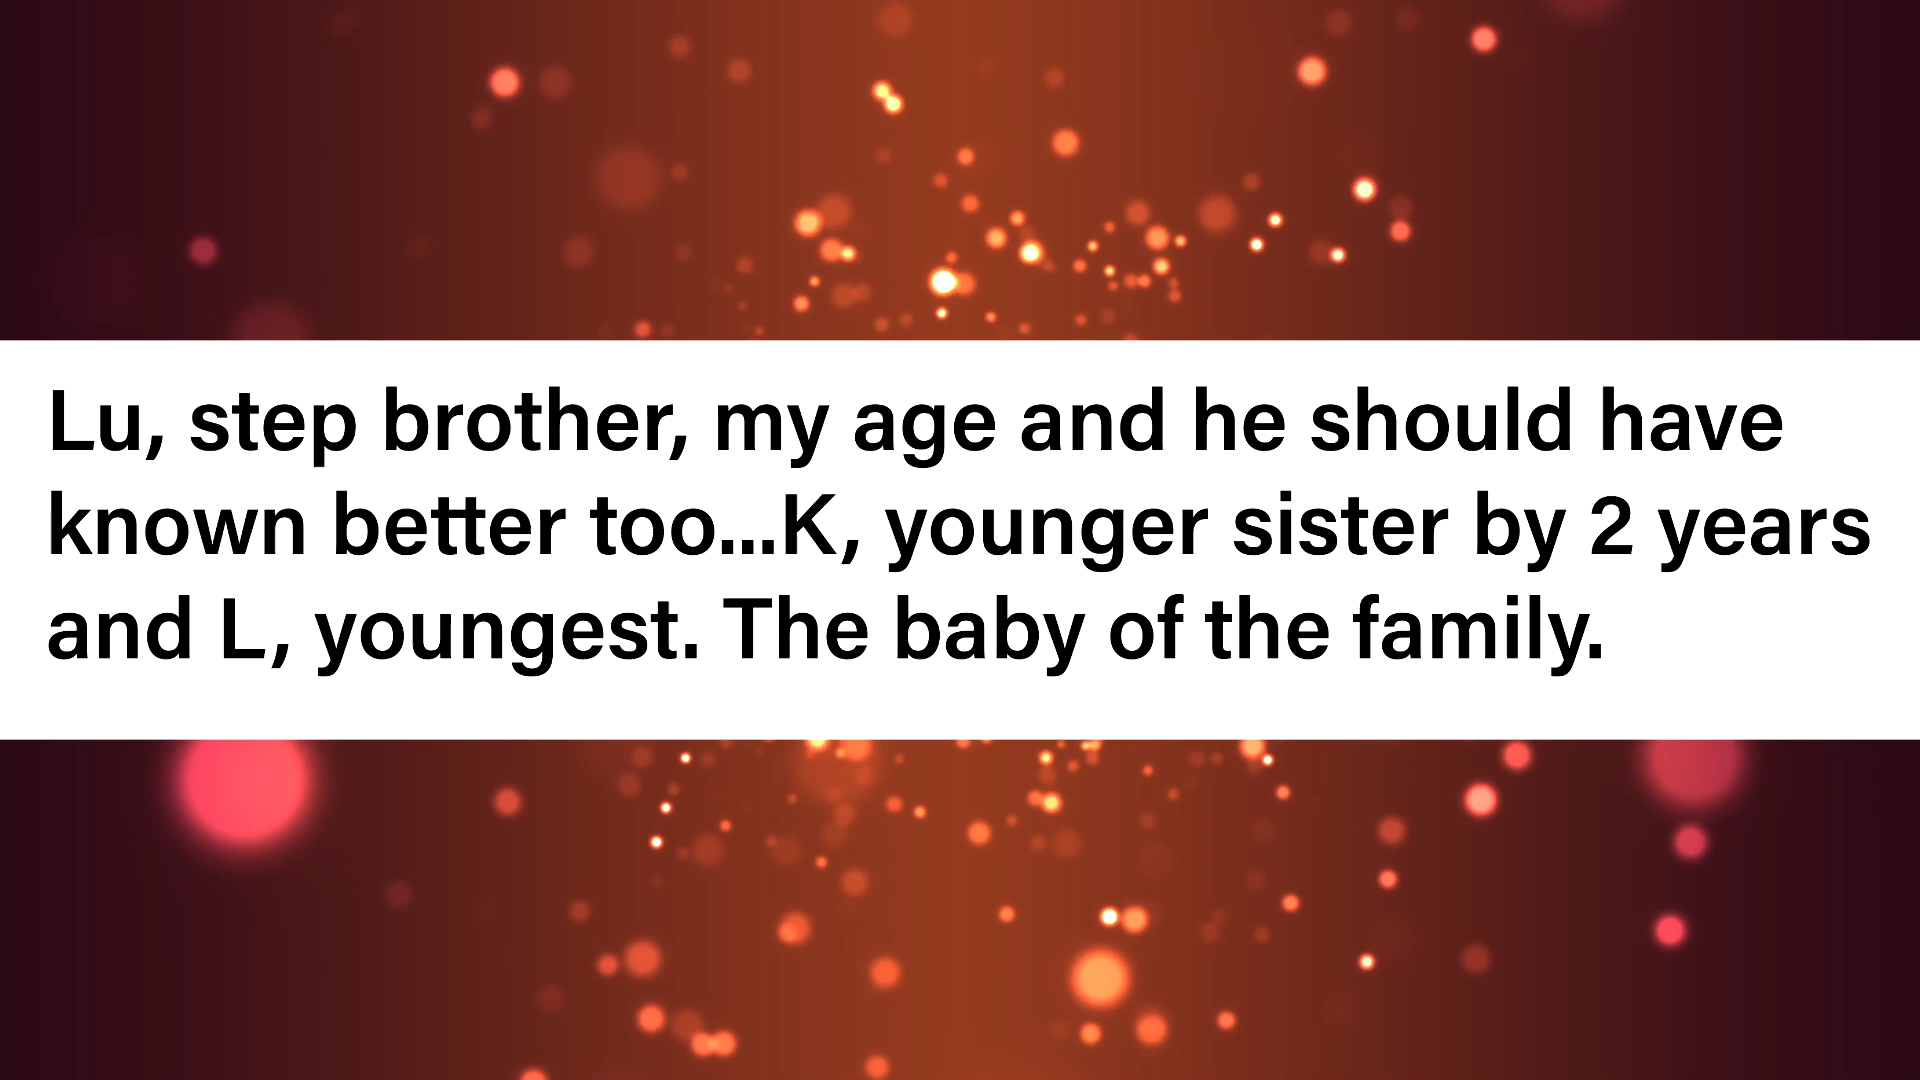 Lu, step brother, my age and he should have
known better too...K, younger sister by 2 years
and L, youngest. The baby of the family.